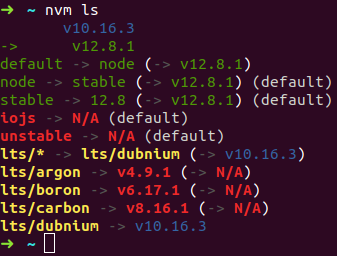 ➜ ~ nvm ls
       v10.16.3
->       v12.8.1
default -> node (-> v12.8.1)
node -> stable (-> v12.8.1) (default)
stable -> 12.8 (-> v12.8.1) (default)
iojs -> N/A (default)
unstable -> N/A (default)
lts/* -> lts/dubnium (-> v10.16.3)
lts/argon -> v4.9.1 (-> N/A)
lts/boron -> v6.17.1 (-> N/A)
lts/carbon -> v8.16.1 (-> N/A)
lts/dubnium -> v10.16.3
➜ ~